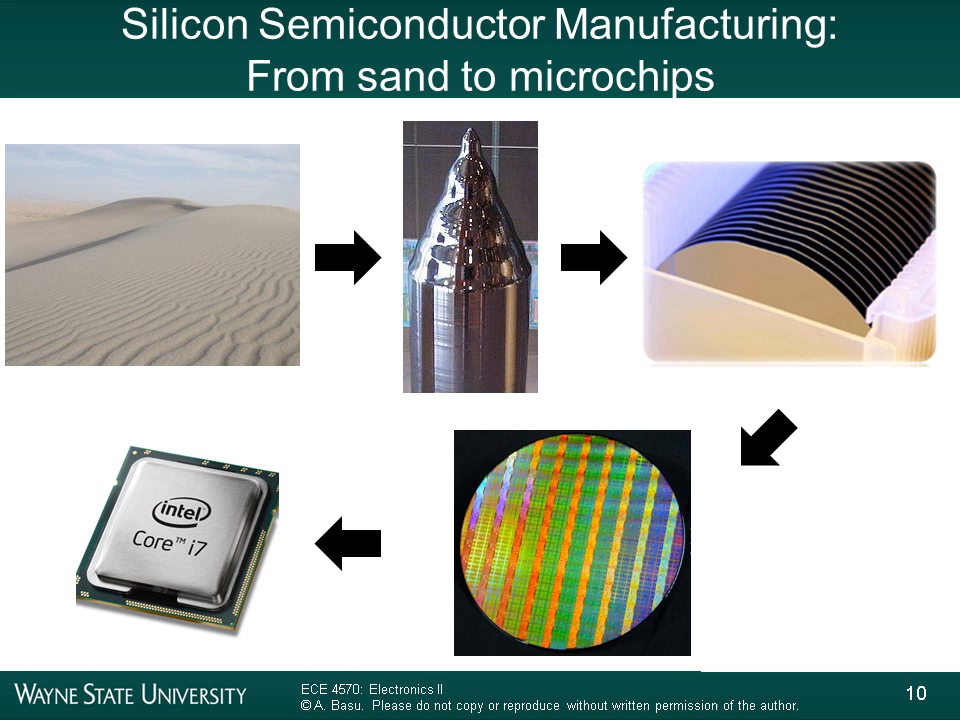 Silicon Semiconductor Manufacturing:
From sand to microchips
intel
Core™ i7
WAYNE STATE UNIVERSITY
ECE 4570: Electronics II
© A. Basu. Please do not copy or reproduce without written permission of the author.
10